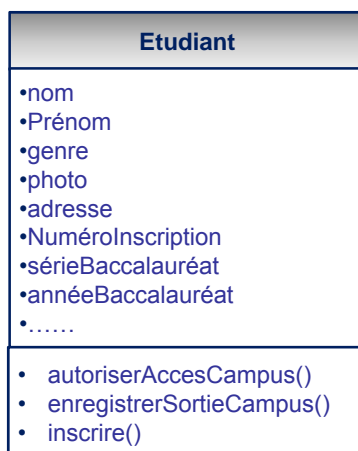 Etudiant
•nom
•Prénom
•genre
•photo
•adresse
•NuméroInscription
•sérieBaccalauréat
•annéeBaccalauréat
•……
• autoriserAccesCampus()
• enregistrerSortieCampus()
• inscrire()